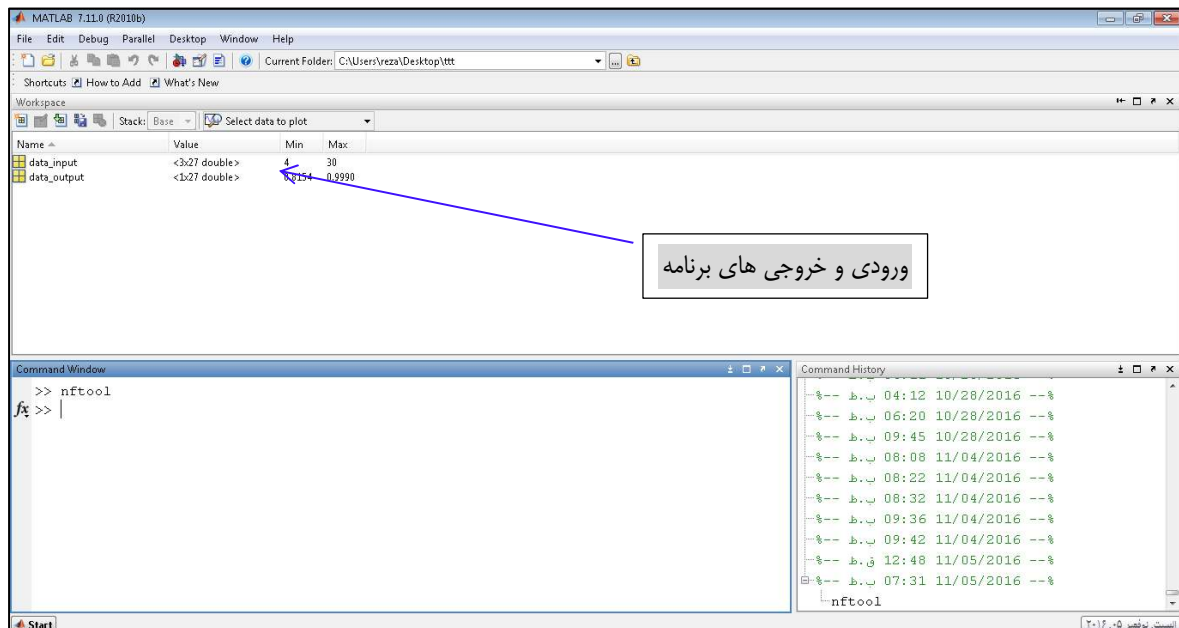 MATLAB 7.11.0 (R2010b)
File Edit Debug Parallel Desktop Window Help
Current Folder: C:\Users\reza\Desktop\ttt
Shortcuts How to Add What's New
Workspace
Stack: Base Select data to plot
Name Value Min Max
data_input <3x27 double> 4 30
data_output <1x27 double> 0.8154 0.9990
ورودی و خروجی های برنامه
Command Window
>> nftool
fx >>
Command History
%-- ب.ظ 04:12 10/28/2016 --%
%-- ب.ظ 06:20 10/28/2016 --%
%-- ب.ظ 09:45 10/28/2016 --%
%-- ب.ظ 08:08 11/04/2016 --%
%-- ب.ظ 08:22 11/04/2016 --%
%-- ب.ظ 08:32 11/04/2016 --%
%-- ب.ظ 09:36 11/04/2016 --%
%-- ب.ظ 09:42 11/04/2016 --%
%-- ق.ظ 12:48 11/05/2016 --%
%-- ب.ظ 07:31 11/05/2016 --%
nftool
Start
نوفمبر ۰۵, ۲۰۱۶